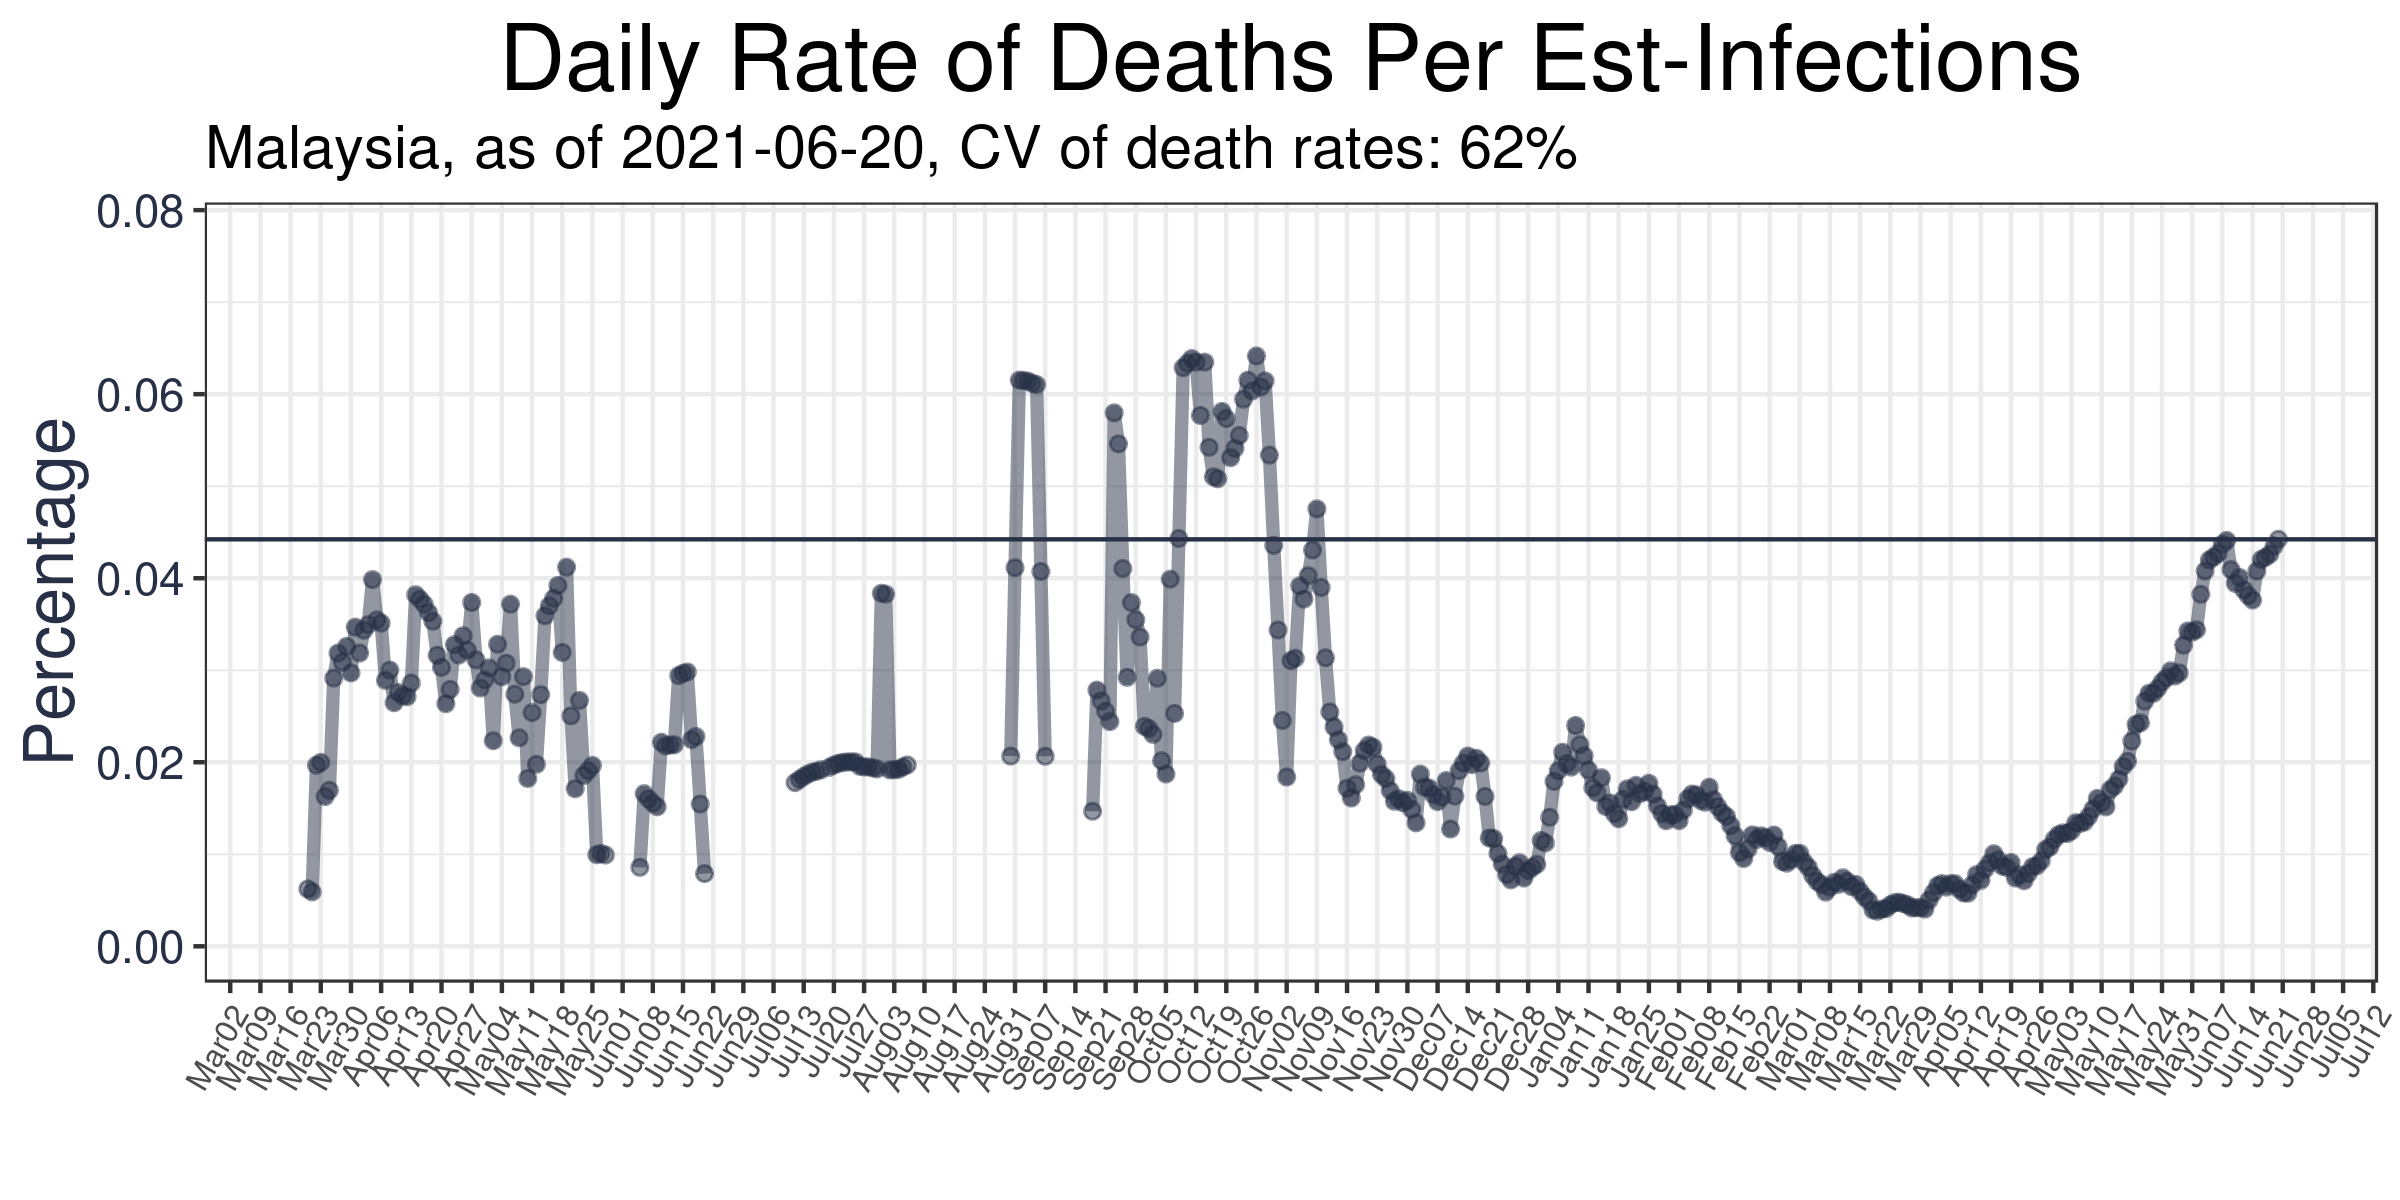 Daily Rate of Deaths Per Est-Infections
Malaysia, as of 2021-06-20, CV of death rates: 62%
Percentage
0.08
0.06
0.04
0.02
0.00
Mar02
Mar09
Mar16
Mar23
Mar30
Apr06
Apr13
Apr20
Apr27
May04
May11
May18
May25
Jun01
Jun08
Jun15
Jun22
Jun29
Jul06
Jul13
Jul20
Jul27
Aug03
Aug10
Aug17
Aug24
Aug31
Sep07
Sep14
Sep21
Sep28
Oct05
Oct12
Oct19
Oct26
Nov02
Nov09
Nov16
Nov23
Nov30
Dec07
Dec14
Dec21
Dec28
Jan04
Jan11
Jan18
Jan25
Feb01
Feb08
Feb15
Feb22
Mar01
Mar08
Mar15
Mar22
Mar29
Apr05
Apr12
Apr19
Apr26
May03
May10
May17
May24
May31
Jun07
Jun14
Jun21
Jun28
Jul05
Jul12